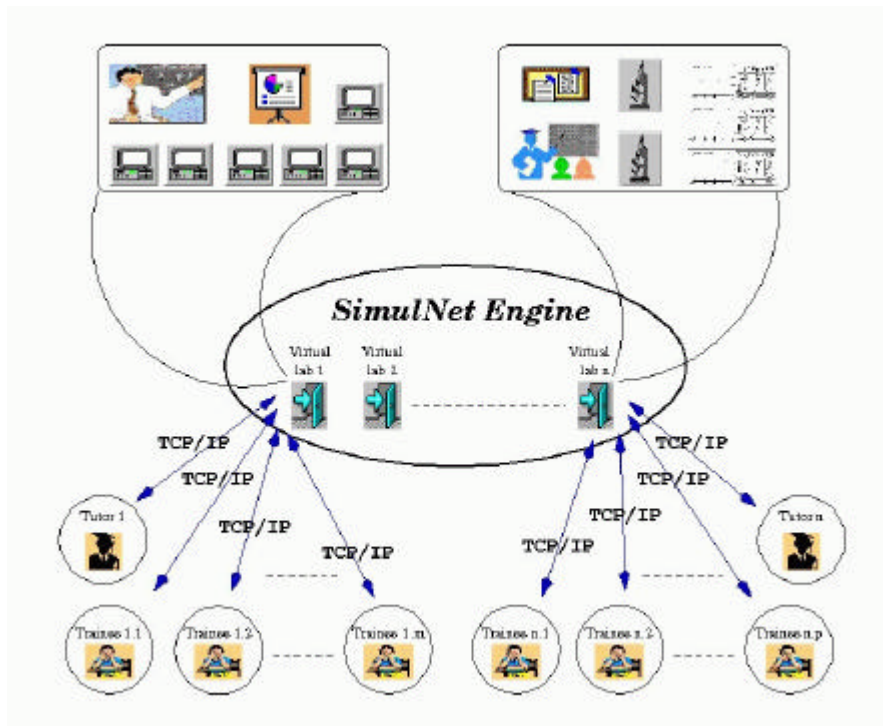 SimulNet Engine
Virtual
lab 1
Virtual
lab 2
Virtual
lab n
TCP/IP
TCP/IP
TCP/IP
TCP/IP
TCP/IP
TCP/IP
TCP/IP
TCP/IP
Tutor 1
Tutor n
Trainee 1.1
Trainee 1.2
Trainee 1.m
Trainee n.1
Trainee n.2
Trainee n.p